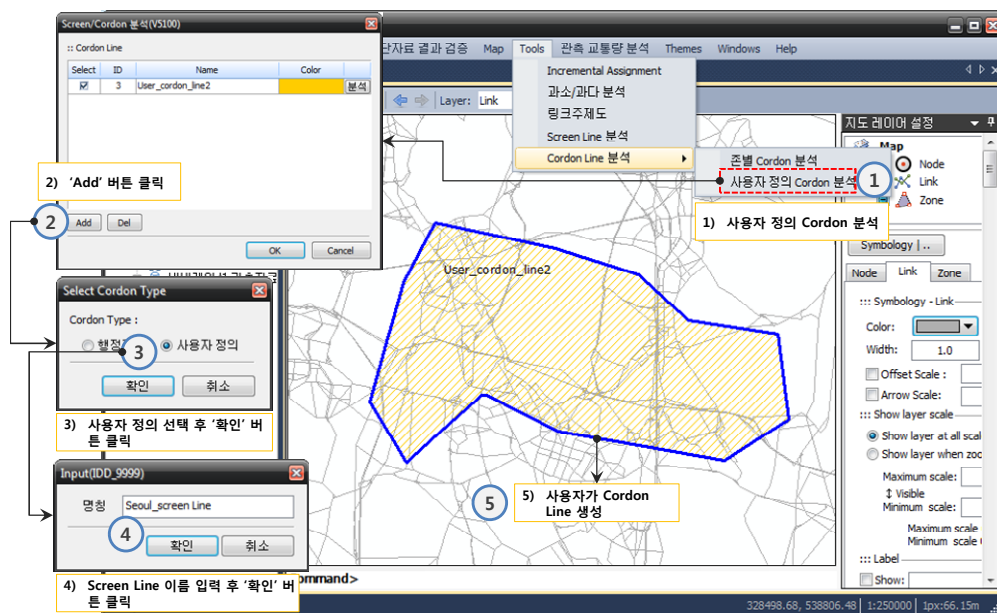 Screen/Cordon 분석(V5100)
:: Cordon Line
Select ID Name Color
3 User_cordon_line2 분석
2) ‘Add’ 버튼 클릭
2
Add Del
OK Cancel
단자료 결과 검증 Map Tools 관측 교통량 분석 Themes Windows Help
Layer: Link
Incremental Assignment
과소/과다 분석
링크주제도
Screen Line 분석
Cordon Line 분석
존별 Cordon 분석
사용자 정의 Cordon 분석
1
1) 사용자 정의 Cordon 분석
지도 레이어 설정
Map
Node
Link
Zone
Symbology | ..
Node Link Zone
::: Symbology - Link
Color:
Width: 1.0
Offset Scale :
Arrow Scale:
::: Show layer scale
Show layer at all scal
Show layer when zoo
Maximum scale:
↕ Visible
Minimum scale:
Maximum scale
Minimum scale
::: Label
Show:
User_cordon_line2
Select Cordon Type
Cordon Type :
행정
3
사용자 정의
확인 취소
3) 사용자 정의 선택 후 ‘확인’ 버
튼 클릭
Input(IDD_9999)
명칭 Seoul_screen Line
4
확인 취소
4) Screen Line 이름 입력 후 ‘확인’ 버
튼 클릭
5
5) 사용자가 Cordon
Line 생성
ommand>
328498.68, 538806.48 1:250000 1px:66.15m